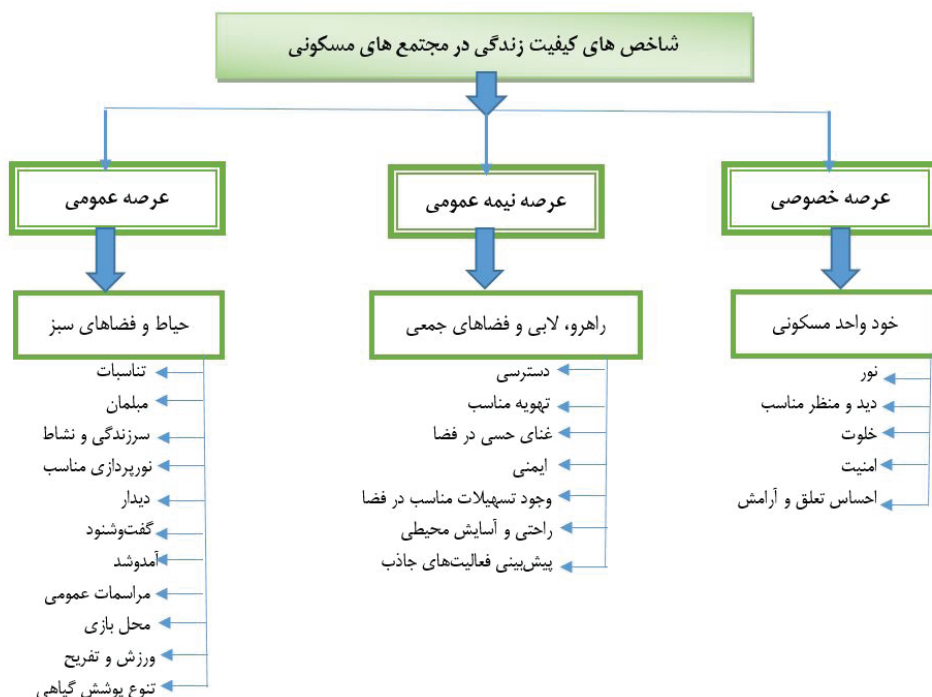 شاخص های کیفیت زندگی در مجتمع های مسکونی
عرصه خصوصی
عرصه نیمه عمومی
عرصه عمومی
خود واحد مسکونی
نور
دید و منظر مناسب
خلوت
امنیت
احساس تعلق و آرامش
راهرو، لابی و فضاهای جمعی
دسترسی
تهویه مناسب
غنای حسی در فضا
ایمنی
وجود تسهیلات مناسب در فضا
راحتی و آسایش محیطی
پیش‌بینی فعالیت‌های جاذب
حیاط و فضاهای سبز
تناسبات
مبلمان
سرزندگی و نشاط
نورپردازی مناسب
دیدار
گفت‌وشنود
آمدوشد
مراسمات عمومی
محل بازی
ورزش و تفریح
تنوع پوشش گیاهی